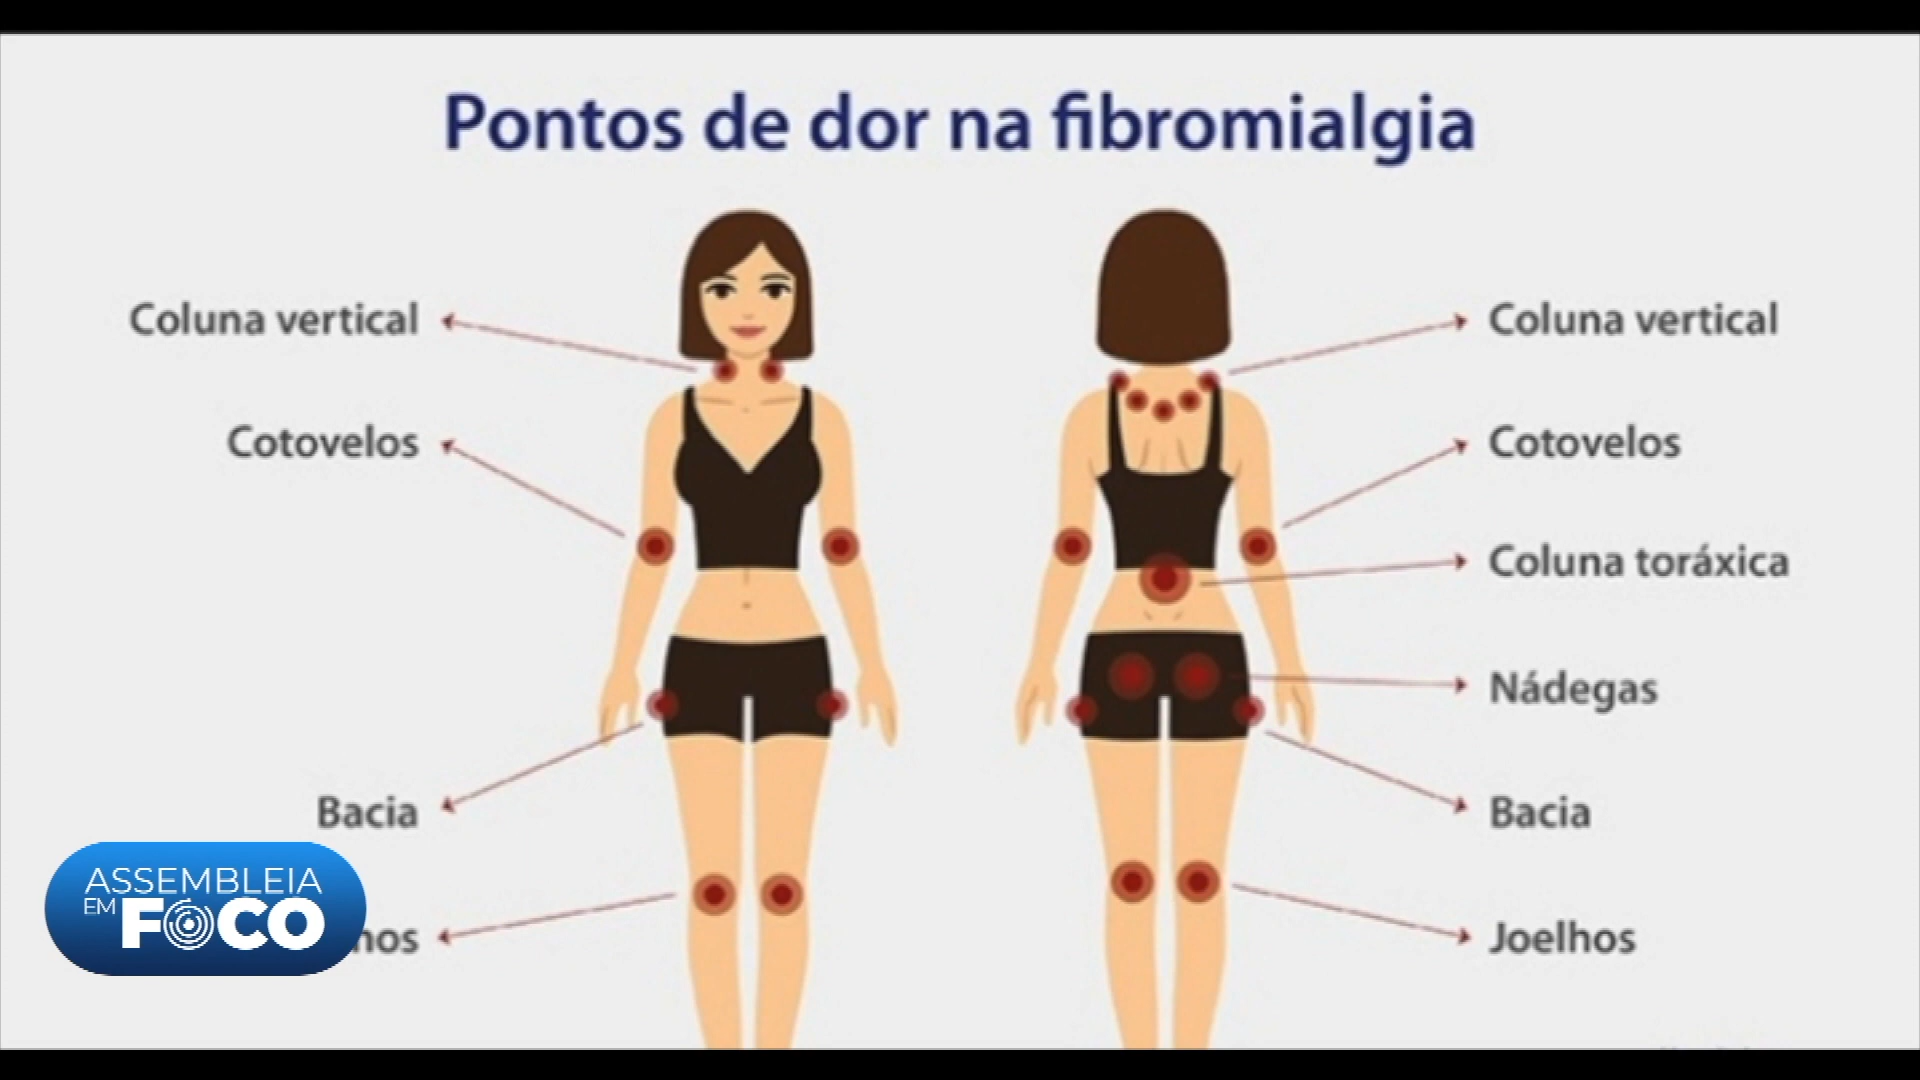 Pontos de dor na fibromialgia
Coluna vertical
Cotovelos
Bacia
Coluna vertical
Cotovelos
Coluna toráxica
Nádegas
Bacia
Joelhos
ASSEMBLEIA
EM FOCO